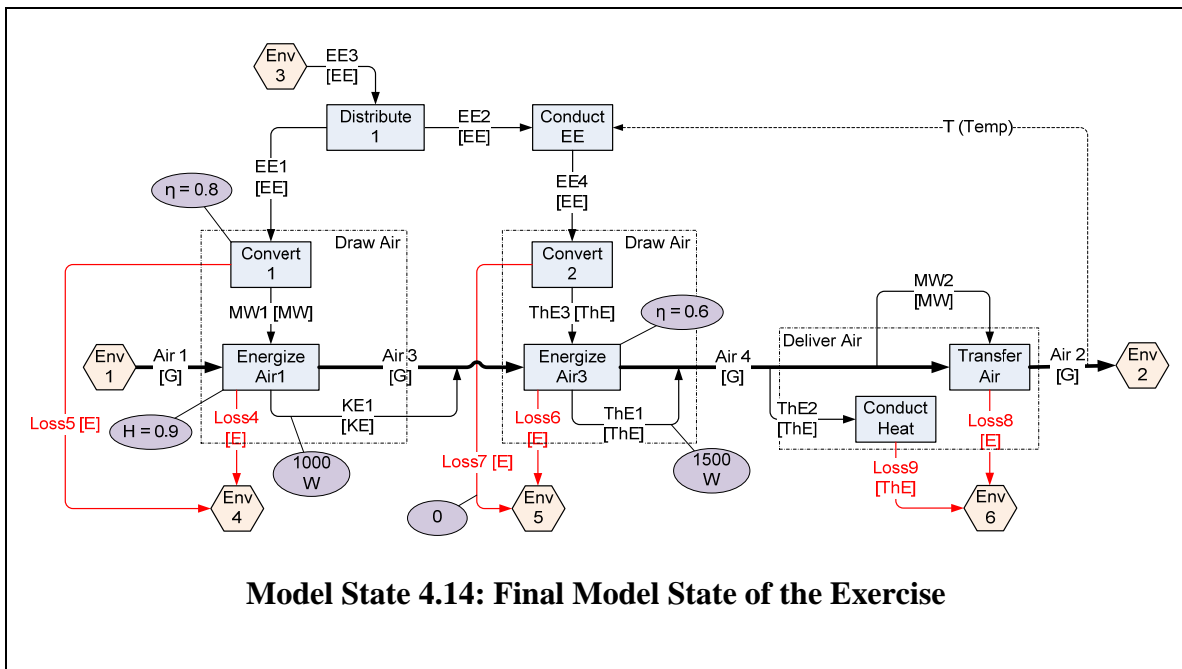 Env
3
EE3
[EE]
Distribute
1
EE2
[EE]
Conduct
EE
T (Temp)
EE1
[EE]
EE4
[EE]
η = 0.8
Draw Air
Convert
1
Draw Air
Convert
2
MW1 [MW]
ThE3 [ThE]
η = 0.6
MW2
[MW]
Deliver Air
Env
1
Air 1
[G]
Energize
Air1
Air 3
[G]
Energize
Air3
Air 4
[G]
Transfer
Air
Air 2
[G]
Env
2
Loss5 [E]
H = 0.9
Loss4
[E]
KE1
[KE]
Loss7 [E]
Loss6
[E]
ThE1
[ThE]
ThE2
[ThE]
Conduct
Heat
Loss8
[E]
1000
W
1500
W
Loss9
[ThE]
Env
4
0
Env
5
Env
6
Model State 4.14: Final Model State of the Exercise